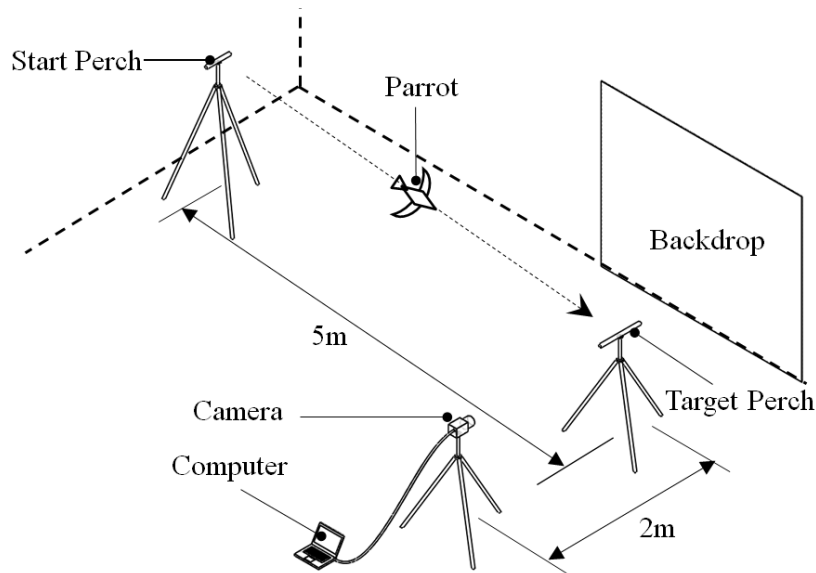 Start Perch
Parrot
Backdrop
5m
Camera
Target Perch
Computer
2m